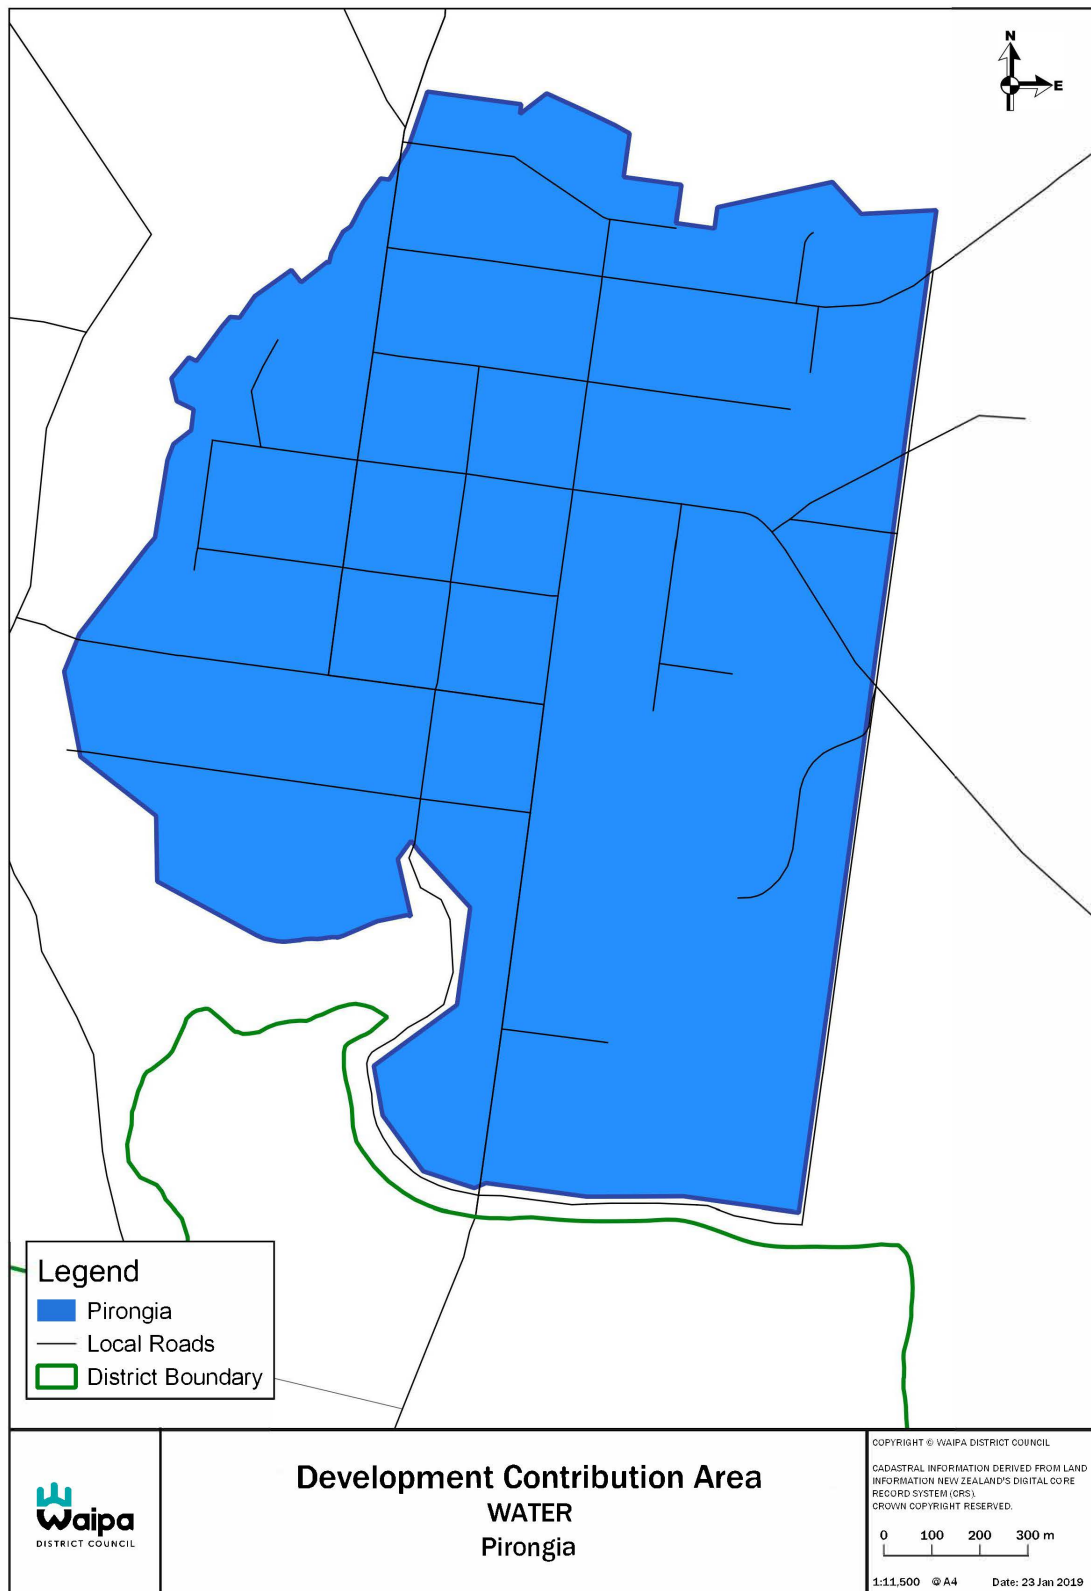 N
E
Legend
Pirongia
Local Roads
District Boundary
Waipa
DISTRICT COUNCIL
Development Contribution Area
WATER
Pirongia
COPYRIGHT © WAIPA DISTRICT COUNCIL
CADASTRAL INFORMATION DERIVED FROM LAND
INFORMATION NEW ZEALAND'S DIGITAL CORE
RECORD SYSTEM (CRS).
CROWN COPYRIGHT RESERVED.
0 100 200 300 m
1:11,500 @ A4 Date: 23 Jan 2019